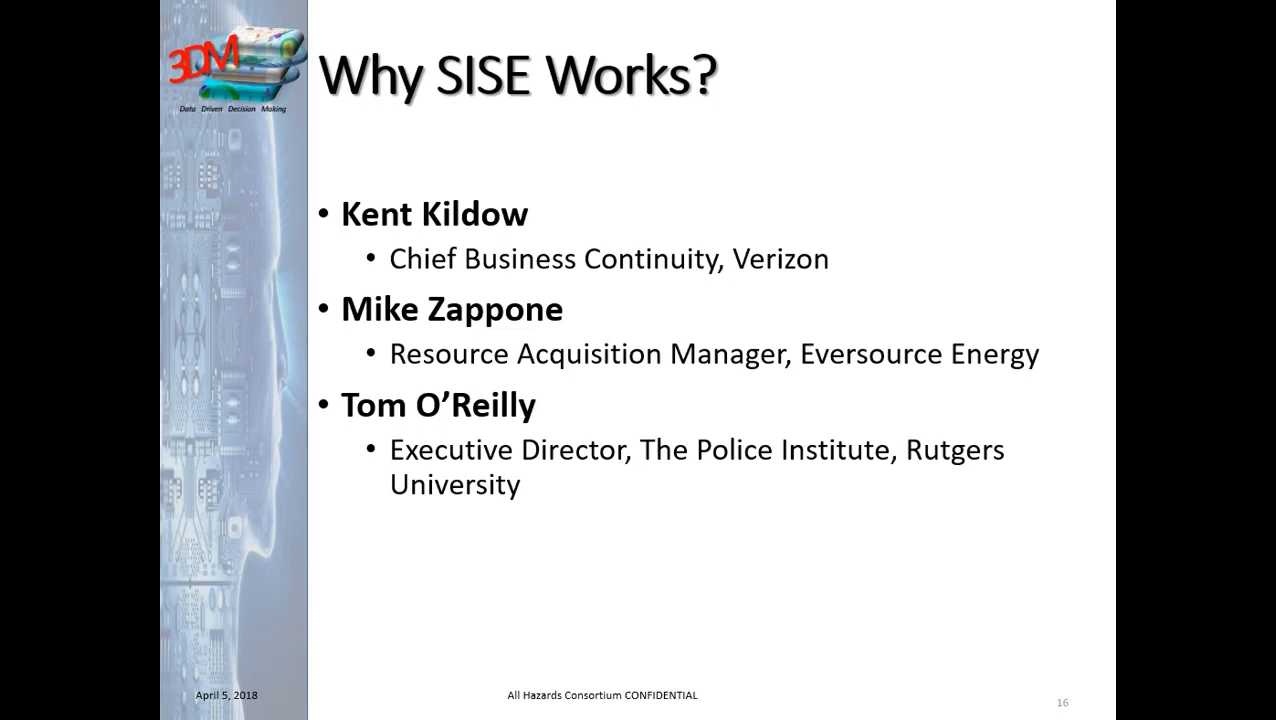 3DM
Data Driven Decision Making
Why SISE Works?
• Kent Kildow
• Chief Business Continuity, Verizon
• Mike Zappone
• Resource Acquisition Manager, Eversource Energy
• Tom O’Reilly
• Executive Director, The Police Institute, Rutgers
University
April 5, 2018
All Hazards Consortium CONFIDENTIAL
16